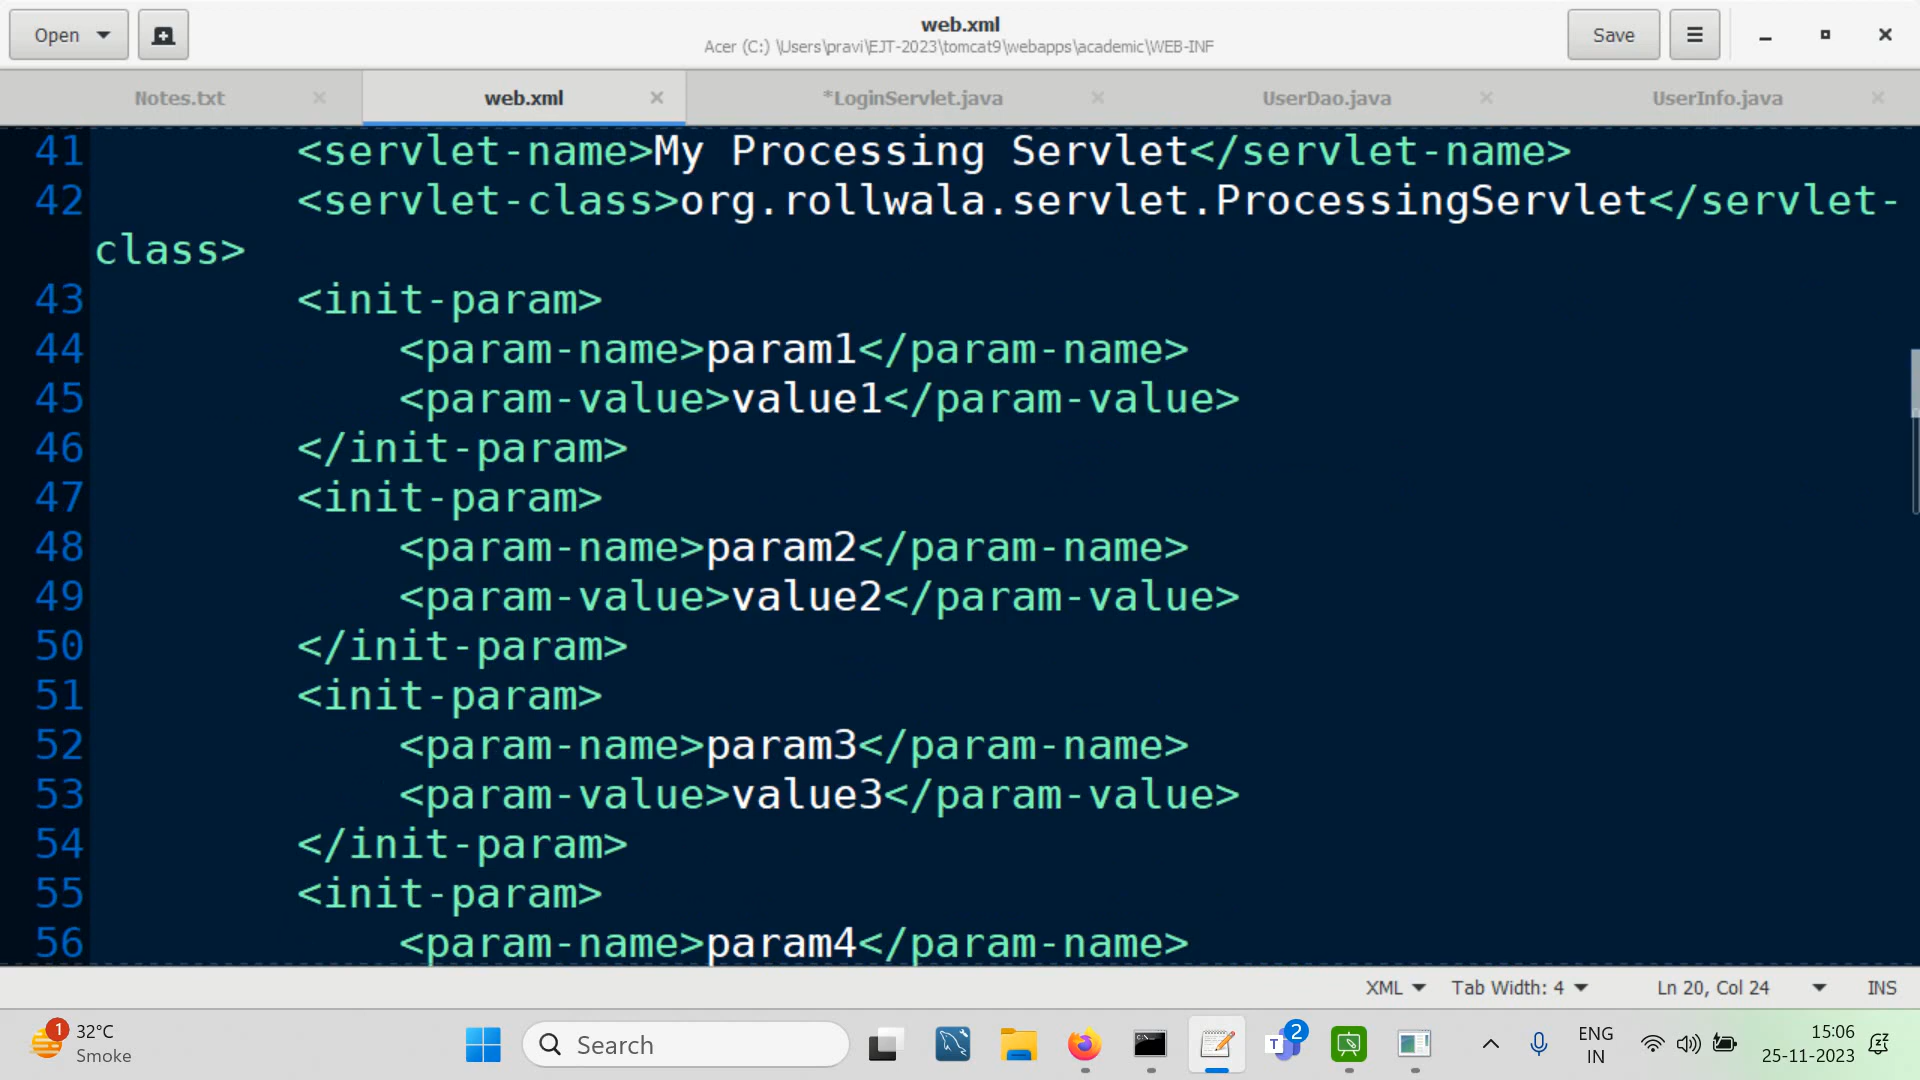 Open
web.xml
Acer (C:) \Users\pravi\EJT-2023\tomcat9\webapps\academic\WEB-INF
Save
Notes.txt
web.xml
*LoginServlet.java
UserDao.java
UserInfo.java
41 <servlet-name>My Processing Servlet</servlet-name>
42 <servlet-class>org.rollwala.servlet.ProcessingServlet</servlet-
class>
43 <init-param>
44 <param-name>param1</param-name>
45 <param-value>value1</param-value>
46 </init-param>
47 <init-param>
48 <param-name>param2</param-name>
49 <param-value>value2</param-value>
50 </init-param>
51 <init-param>
52 <param-name>param3</param-name>
53 <param-value>value3</param-value>
54 </init-param>
55 <init-param>
56 <param-name>param4</param-name>
XML
Tab Width: 4
Ln 20, Col 24
INS
1
32°C
Smoke
Search
T
2
ENG
IN
15:06
25-11-2023